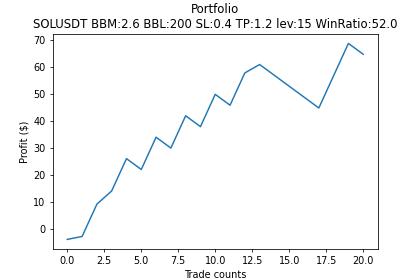 Portfolio
SOLUSDT BBM:2.6 BBL:200 SL:0.4 TP:1.2 lev:15 WinRatio:52.0
70
60
50
40
30
20
10
0
Profit ($)
0.0 2.5 5.0 7.5 10.0 12.5 15.0 17.5 20.0
Trade counts